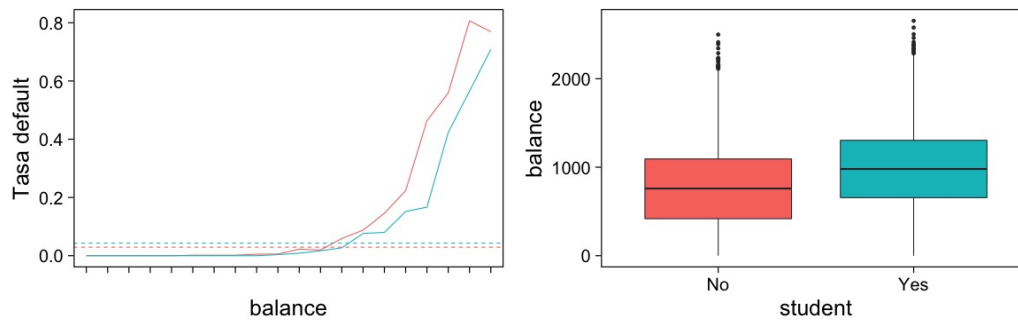 Tasa default
0.8
0.6
0.4
0.2
0.0
balance
balance
2000
1000
0
No
Yes
student